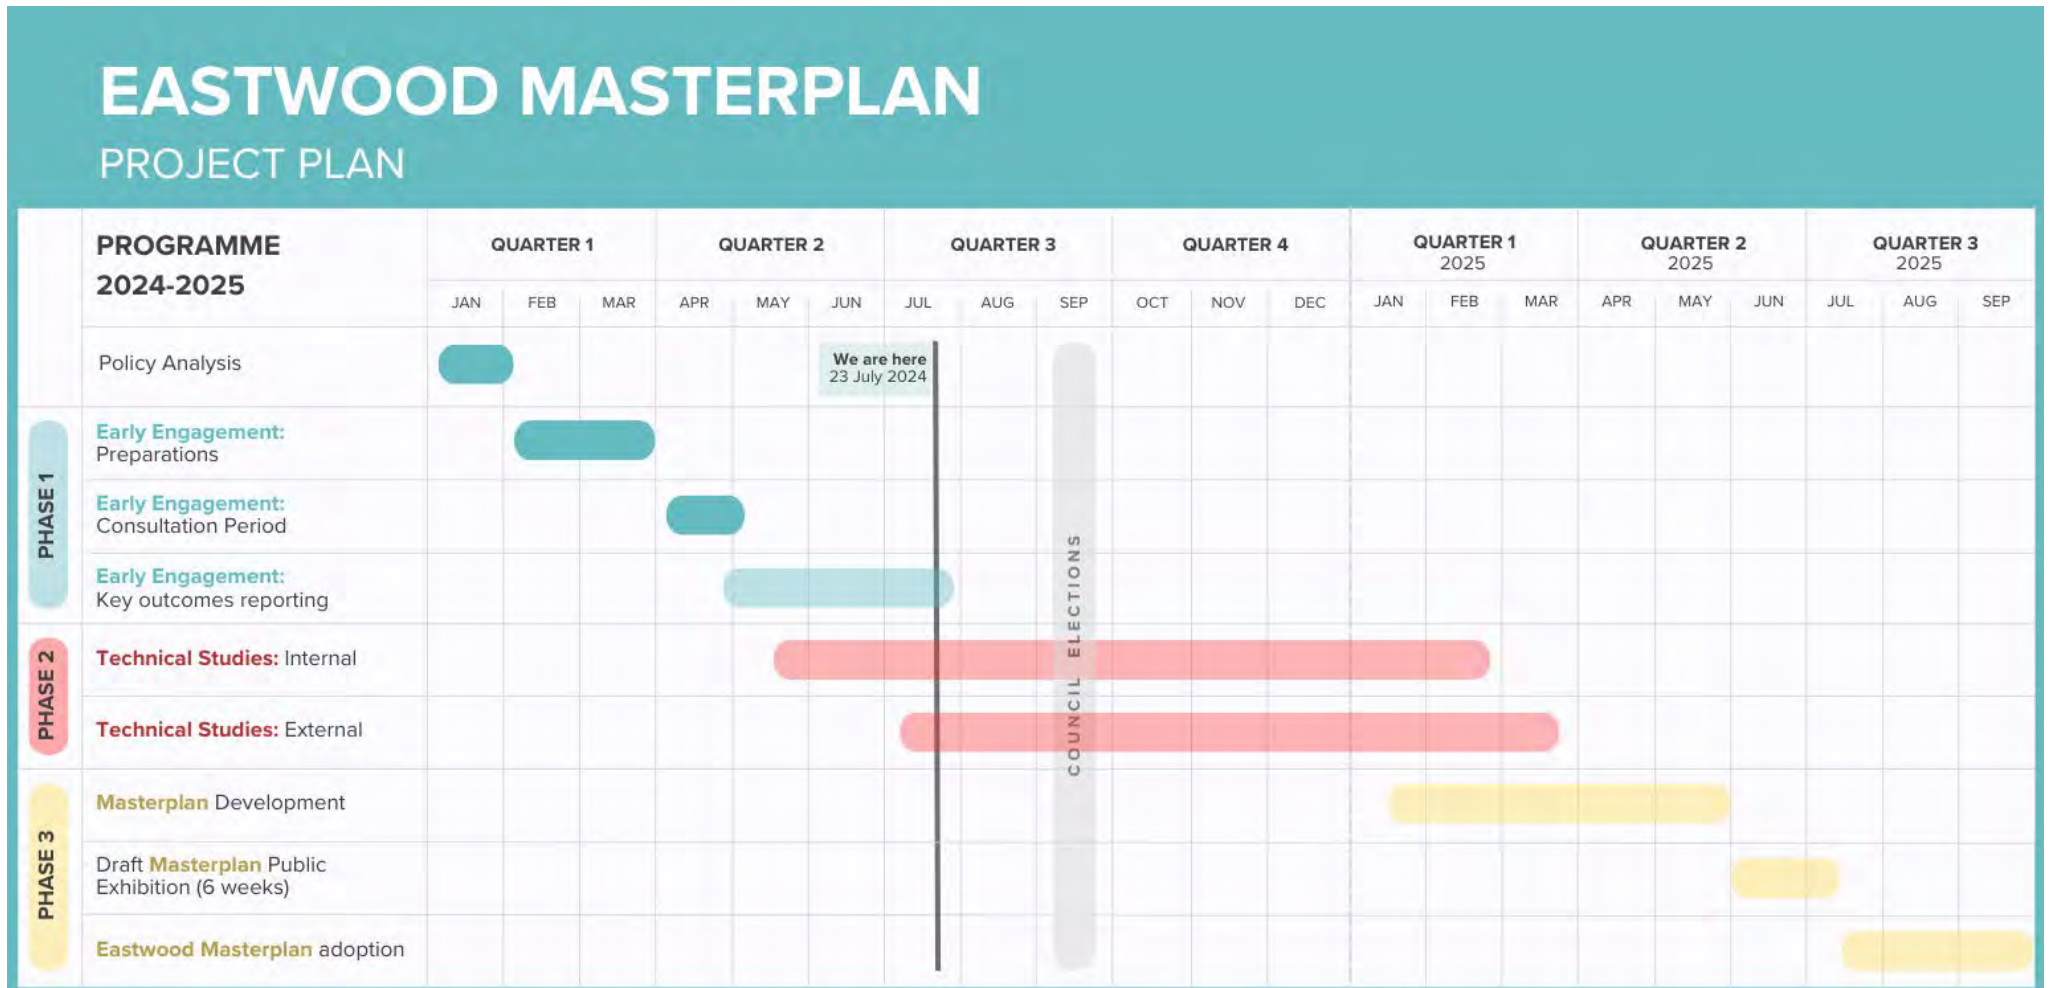 EASTWOOD MASTERPLAN
PROJECT PLAN
PROGRAMME
2024-2025
QUARTER 1
QUARTER 2
QUARTER 3
QUARTER 4
QUARTER 1
2025
QUARTER 2
2025
QUARTER 3
2025
JAN
FEB
MAR
APR
MAY
JUN
JUL
AUG
SEP
OCT
NOV
DEC
JAN
FEB
MAR
APR
MAY
JUN
JUL
AUG
SEP
Policy Analysis
We are here
23 July 2024
PHASE 1
Early Engagement:
Preparations
Early Engagement:
Consultation Period
Early Engagement:
Key outcomes reporting
COUNCIL ELECTIONS
PHASE 2
Technical Studies: Internal
Technical Studies: External
PHASE 3
Masterplan Development
Draft Masterplan Public
Exhibition (6 weeks)
Eastwood Masterplan adoption